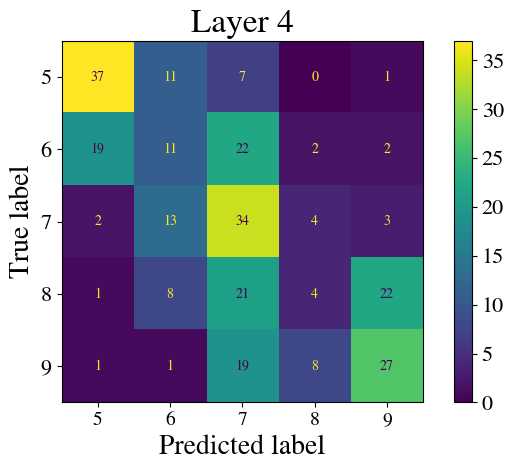 Layer 4
True label
5 37 11 7 0 1
6 19 11 22 2 2
7 2 13 34 4 3
8 1 8 21 4 22
9 1 1 19 8 27
5 6 7 8 9
Predicted label
35
30
25
20
15
10
5
0